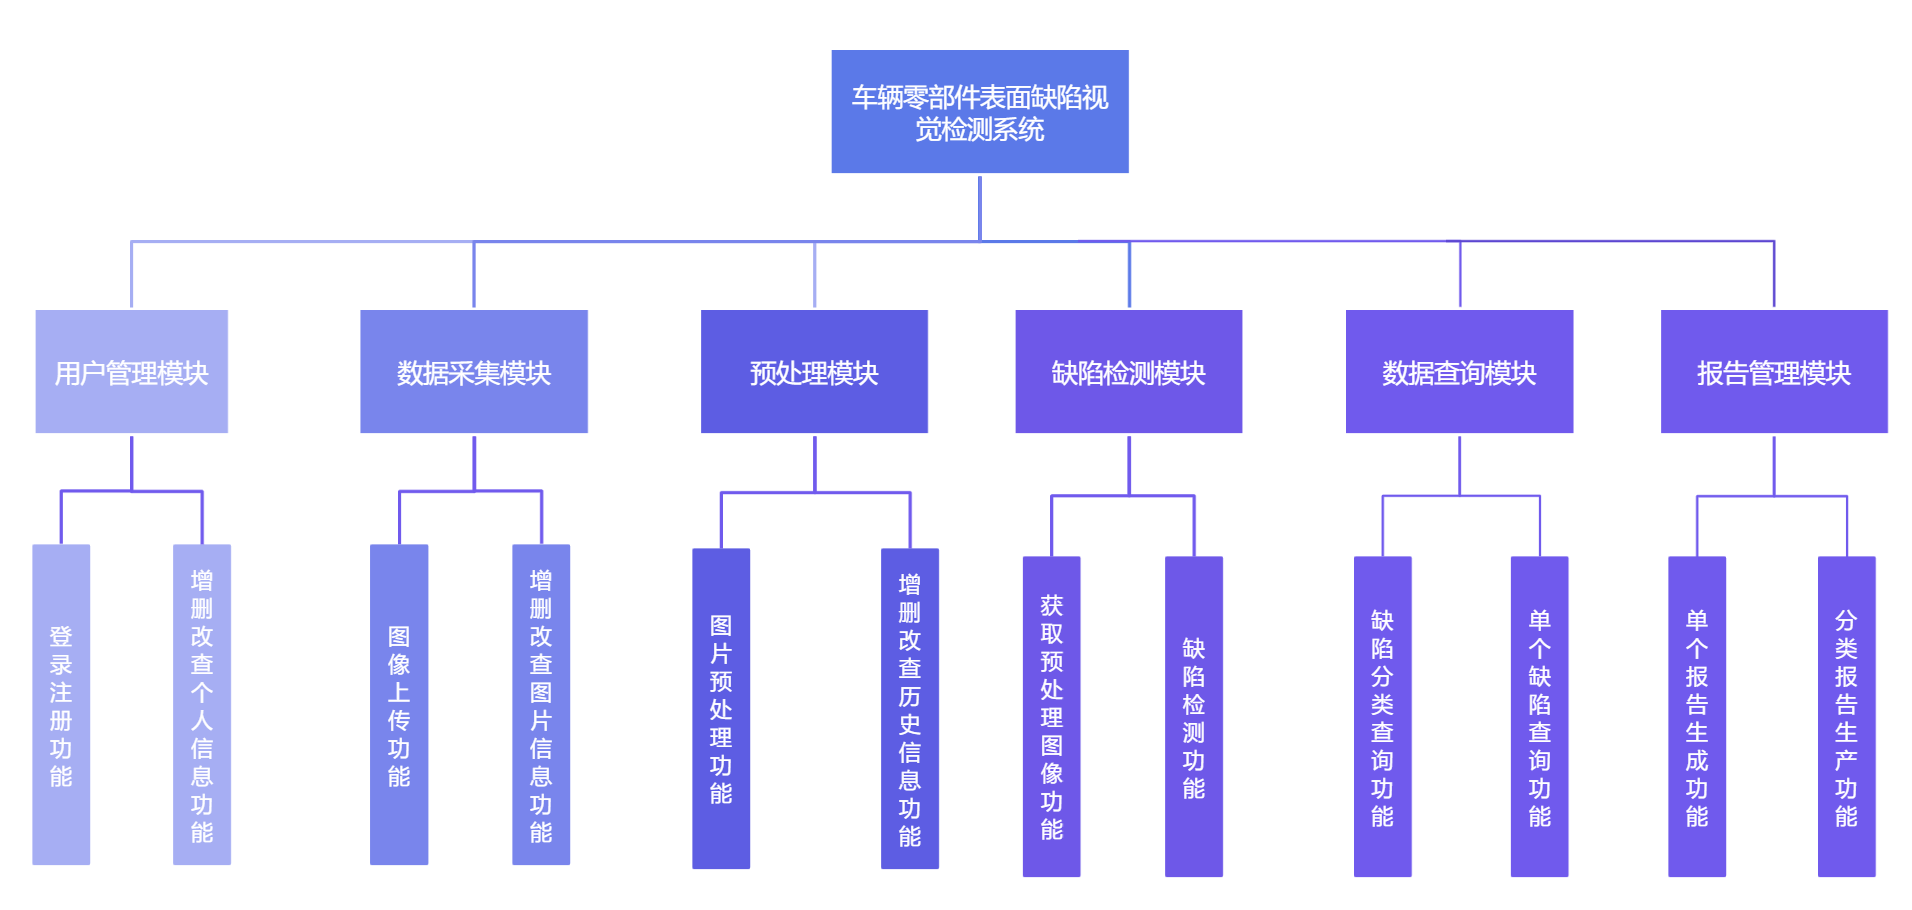 车辆零部件表面缺陷视
觉检测系统
用户管理模块
数据采集模块
预处理模块
缺陷检测模块
数据查询模块
报告管理模块
登录注册功能
增删改查个人信息功能
图像上传功能
增删改查图片信息功能
图片预处理功能
增删改查历史信息功能
获取预处理图像功能
缺陷检测功能
缺陷分类查询功能
单个缺陷查询功能
单个报告生成功能
分类报告生产功能